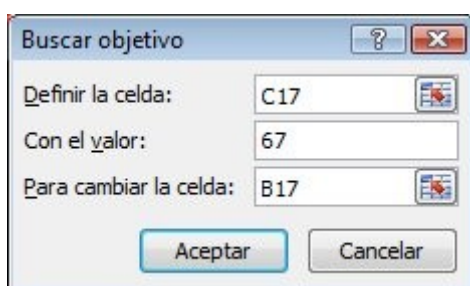 Buscar objetivo
Definir la celda: C17
Con el valor: 67
Para cambiar la celda: B17
Aceptar Cancelar